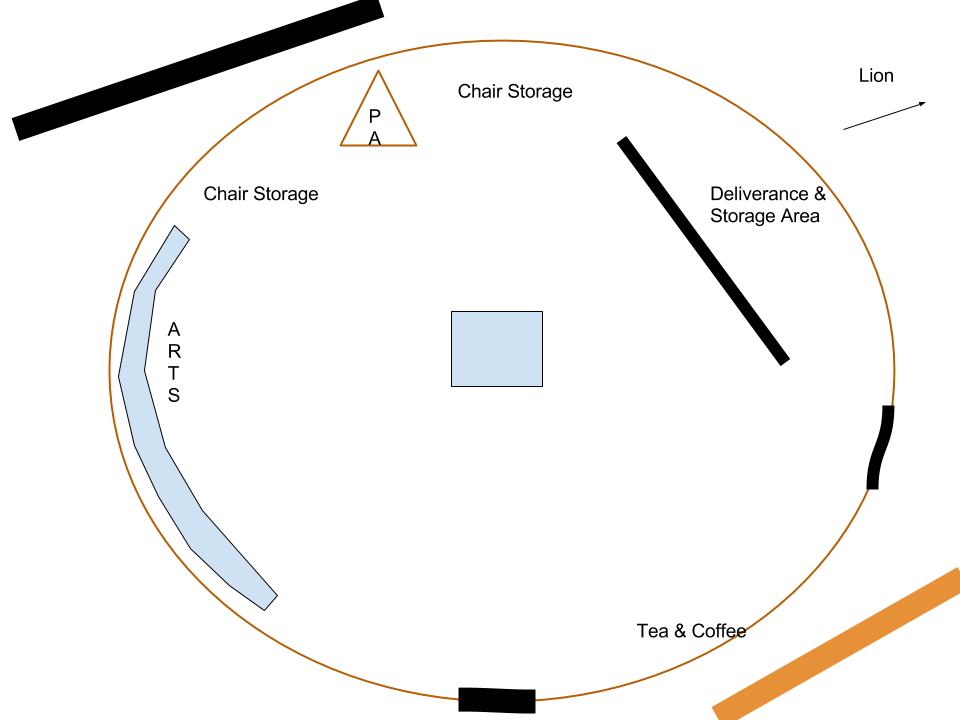 Lion
Chair Storage
P
A
Chair Storage
Deliverance &
Storage Area
A
R
T
S
Tea & Coffee